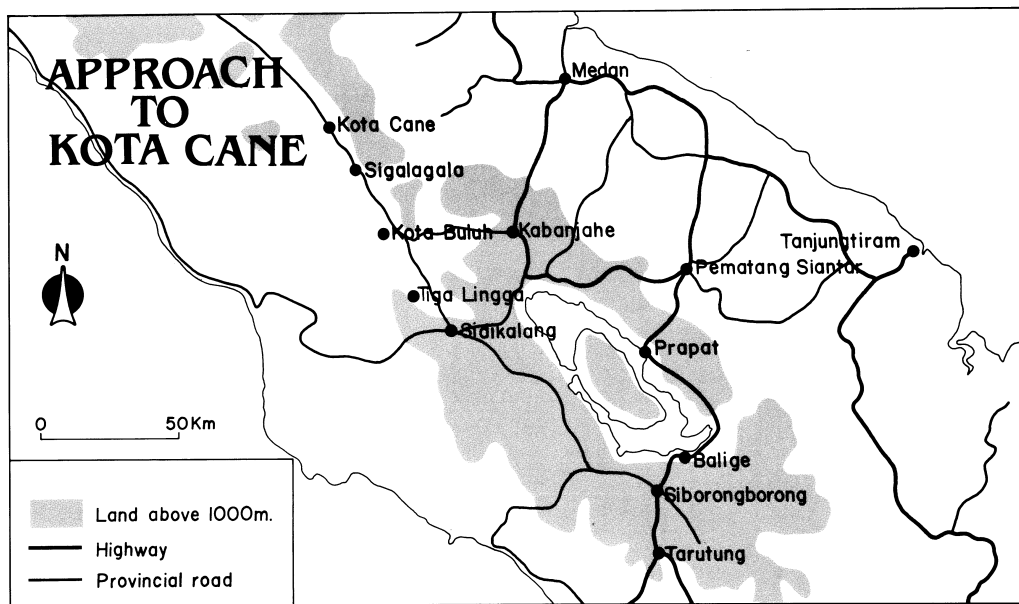 APPROACH
TO
KOTA CANE
Medan
Kota Cane
Sigalagala
Kota Buluh
Kabanjahe
Tanjungtiram
Pematang Siantar
N
Tiga Lingga
Sidikalang
Prapat
0 50Km
Balige
Siborongborong
Tarutung
Land above 1000m.
Highway
Provincial road